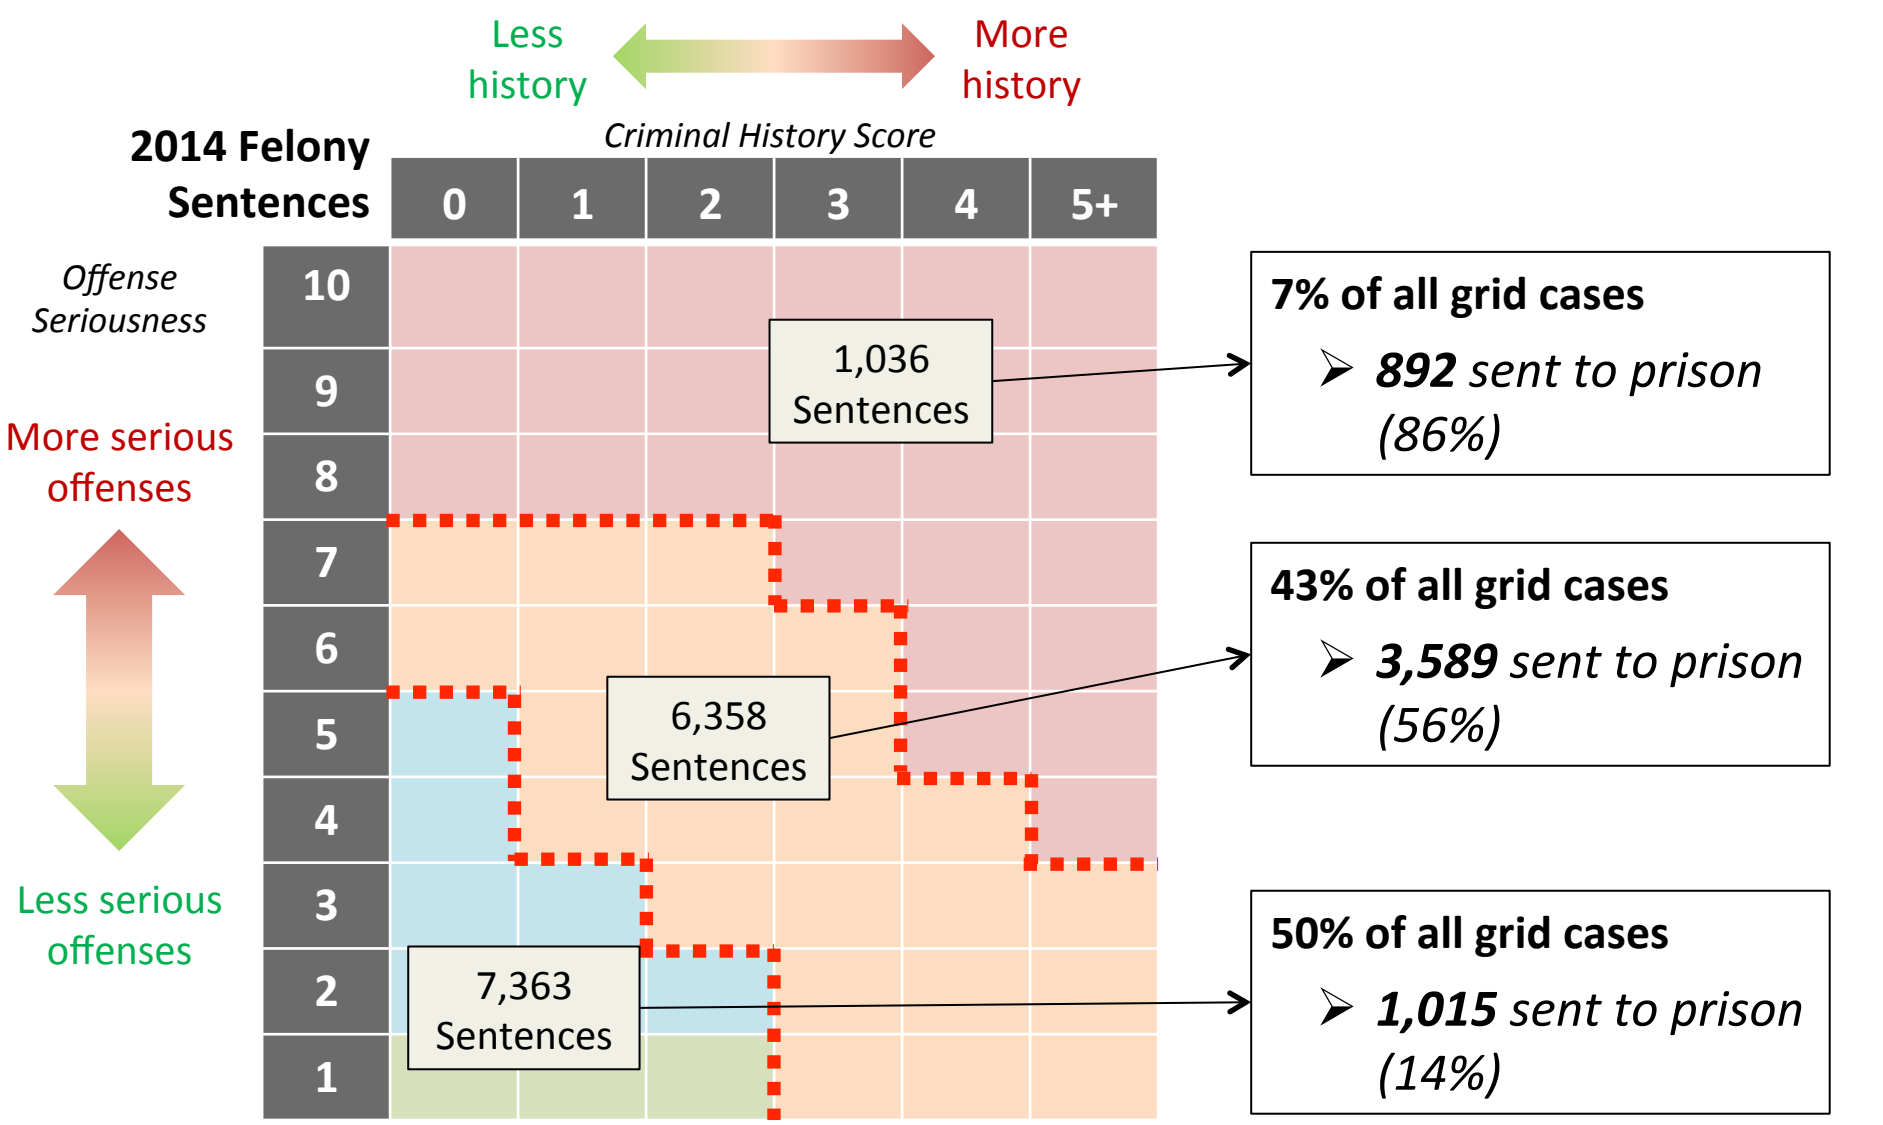 Less
history
More
history
Criminal History Score
2014 Felony
Sentences
0 1 2 3 4 5+
Offense
Seriousness
More serious
offenses
Less serious
offenses
10
9
8
7
6
5
4
3
2
1
1,036
Sentences
6,358
Sentences
7,363
Sentences
7% of all grid cases
➢ 892 sent to prison
(86%)
43% of all grid cases
➢ 3,589 sent to prison
(56%)
50% of all grid cases
➢ 1,015 sent to prison
(14%)